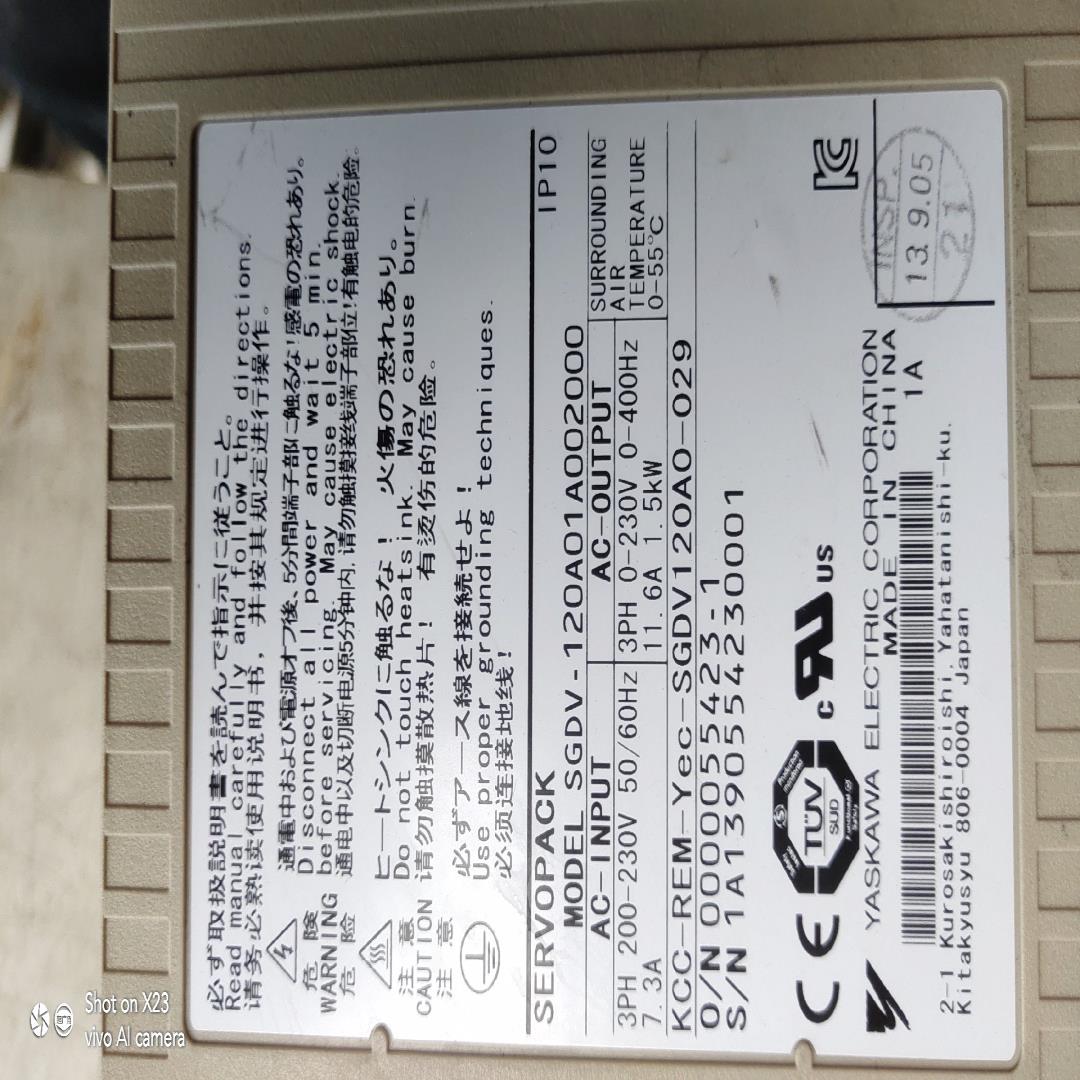 必ず取扱説明書を読んで指示に従うこと。
Read manual carefully and follow the directions.
请务必熟读使用说明书，并按其规定进行操作。
危険
WARNING
危险
通電中および電源オフ後、5分間端子部に触るな！感電の恐れあり。
Disconnect all power and wait 5 min.
before servicing. May cause electric shock.
通电中以及切断电源5分钟内，请勿触摸接线端子部位！有触电的危险。
注意
CAUTION
注意
ヒートシンクに触るな！火傷の恐れあり。
Do not touch heatsink. May cause burn.
请勿触摸散热片！有烫伤的危险。
必ずアース線を接続せよ！
Use proper grounding techniques.
必须连接地线！
SERVOPACK IP10
MODEL SGDV-120A01A002000
AC-INPUT AC-OUTPUT
3PH 200-230V 50/60Hz
7.3A
3PH 0-230V 0-400Hz
11.6A 1.5kW
SURROUNDING
AIR
TEMPERATURE
0-55℃
KCC-REM-Yec-SGDV120A0-029
O/N 000055423-1
S/N 1A1390554230001
CE
TÜV
SÜD
c UL US
KC
YASKAWA ELECTRIC CORPORATION
MADE IN CHINA
1A
2-1 Kurosakishiroishi, Yahatanishi-ku.
Kitakyusyu 806-0004 Japan
INSP.
13.9.05
21
Shot on X23
vivo AI camera